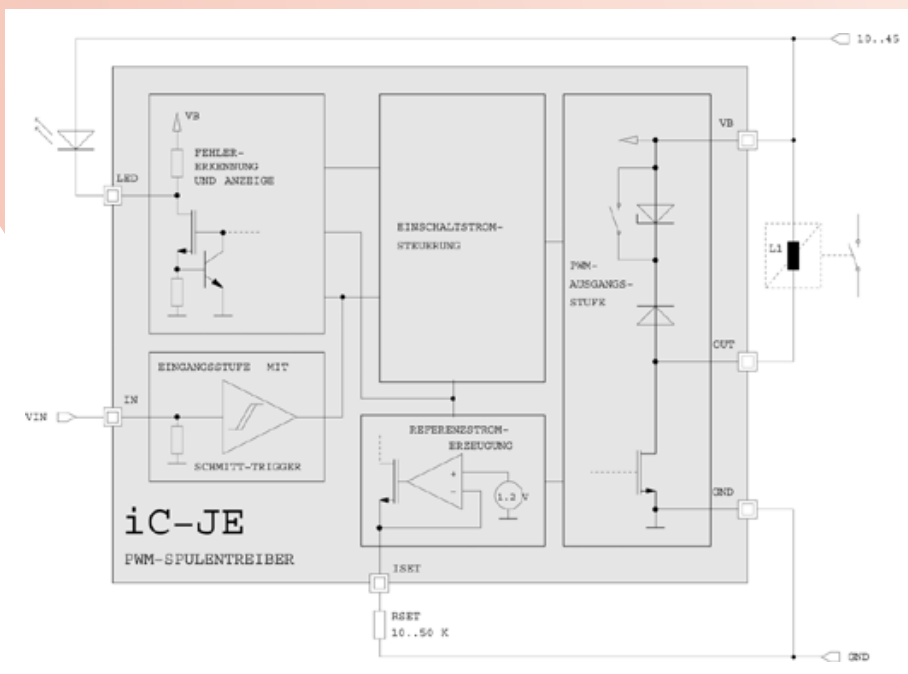 10..45
VB
VB
FEHLER-
ERKENNUNG
UND ANZEIGE
LED
EINSCHALTSTROM-
STEUERUNG
PWM-
AUSGANGS-
STUFE
L1
OUT
EINGANGSSTUFE MIT
IN
VIN
SCHMITT-TRIGGER
REFERENZSTROM-
ERZEUGUNG
+
-
1.2 V
GND
iC-JE
PWM-SPULENTREIBER
ISET
RSET
10..50 K
GND